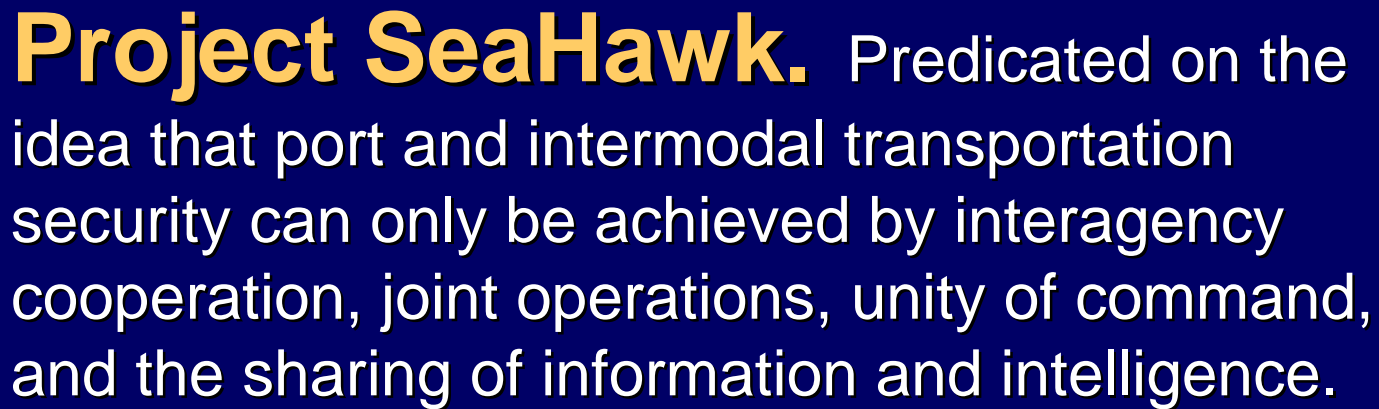 Project SeaHawk. Predicated on the
idea that port and intermodal transportation
security can only be achieved by interagency
cooperation, joint operations, unity of command,
and the sharing of information and intelligence.